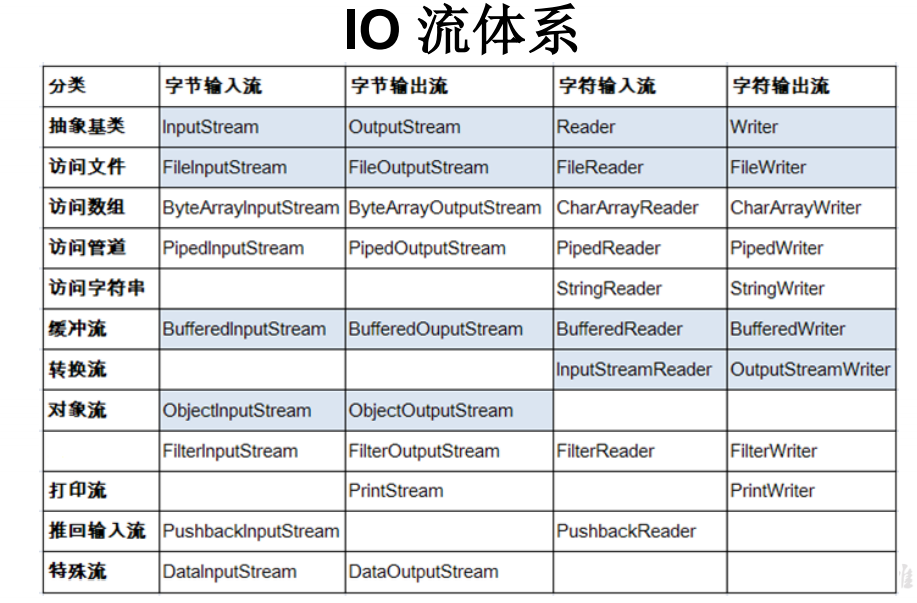 IO 流体系
分类 字节输入流 字节输出流 字符输入流 字符输出流
抽象基类 InputStream OutputStream Reader Writer
访问文件 FileInputStream FileOutputStream FileReader FileWriter
访问数组 ByteArrayInputStream ByteArrayOutputStream CharArrayReader CharArrayWriter
访问管道 PipedInputStream PipedOutputStream PipedReader PipedWriter
访问字符串 StringReader StringWriter
缓冲流 BufferedInputStream BufferedOuputStream BufferedReader BufferedWriter
转换流 InputStreamReader OutputStreamWriter
对象流 ObjectInputStream ObjectOutputStream
FilterInputStream FilterOutputStream FilterReader FilterWriter
打印流 PrintStream PrintWriter
推回输入流 PushbackInputStream PushbackReader
特殊流 DataInputStream DataOutputStream